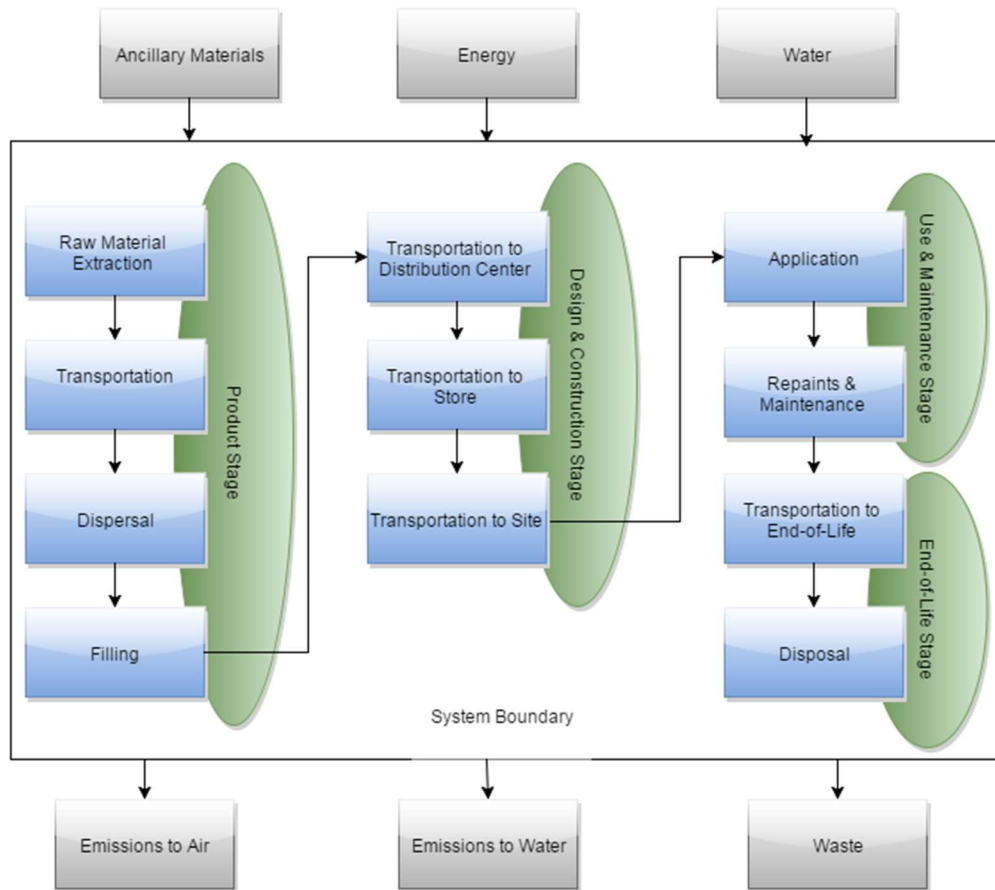 Ancillary Materials
Energy
Water
Raw Material
Extraction
Transportation
Dispersal
Filling
Product Stage
Transportation to
Distribution Center
Transportation to
Store
Transportation to Site
Design & Construction Stage
Application
Repaints &
Maintenance
Use & Maintenance Stage
Transportation to
End-of-Life
Disposal
End-of-Life Stage
System Boundary
Emissions to Air
Emissions to Water
Waste